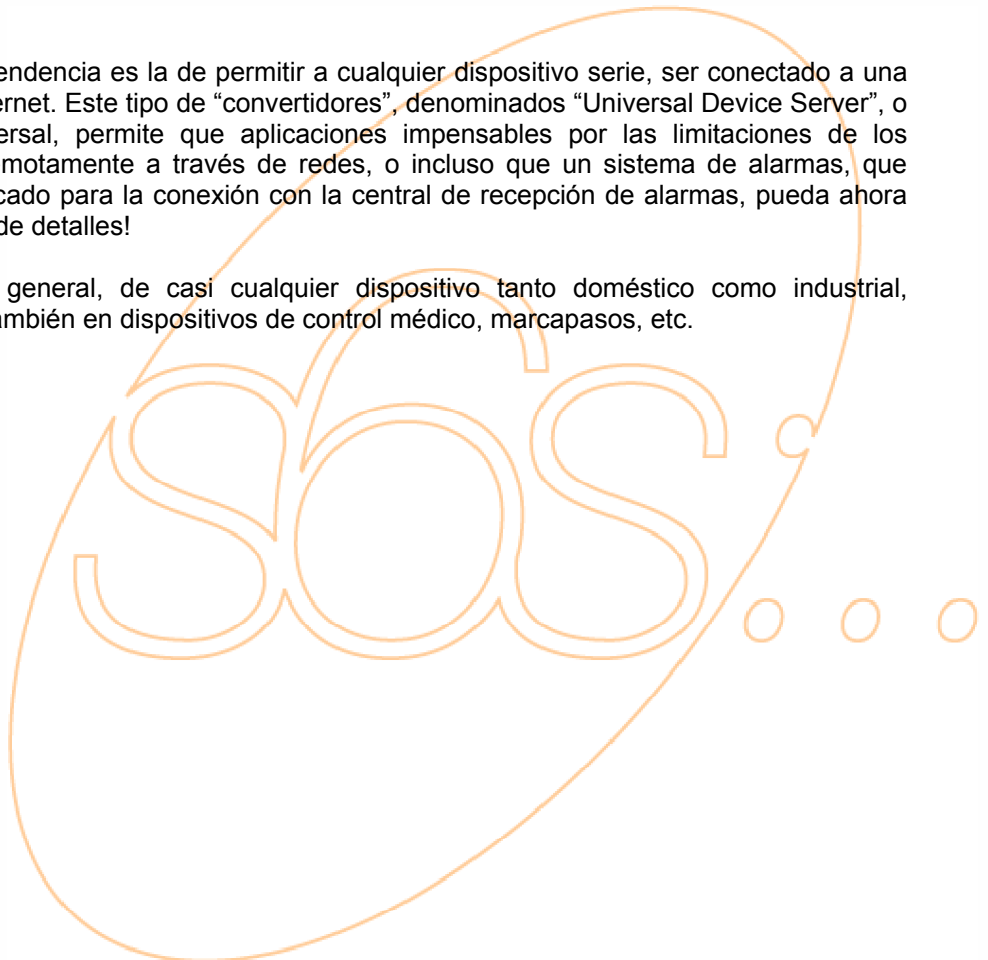 endencia es la de permitir a cualquier dispositivo serie, ser conectado a una
ernet. Este tipo de “convertidores”, denominados “Universal Device Server”, o
ersal, permite que aplicaciones impensables por las limitaciones de los
motamente a través de redes, o incluso que un sistema de alarmas, que
cado para la conexión con la central de recepción de alarmas, pueda ahora
de detalles!
general, de casi cualquier dispositivo tanto doméstico como industrial,
ambién en dispositivos de control médico, marcapasos, etc.
S6S...